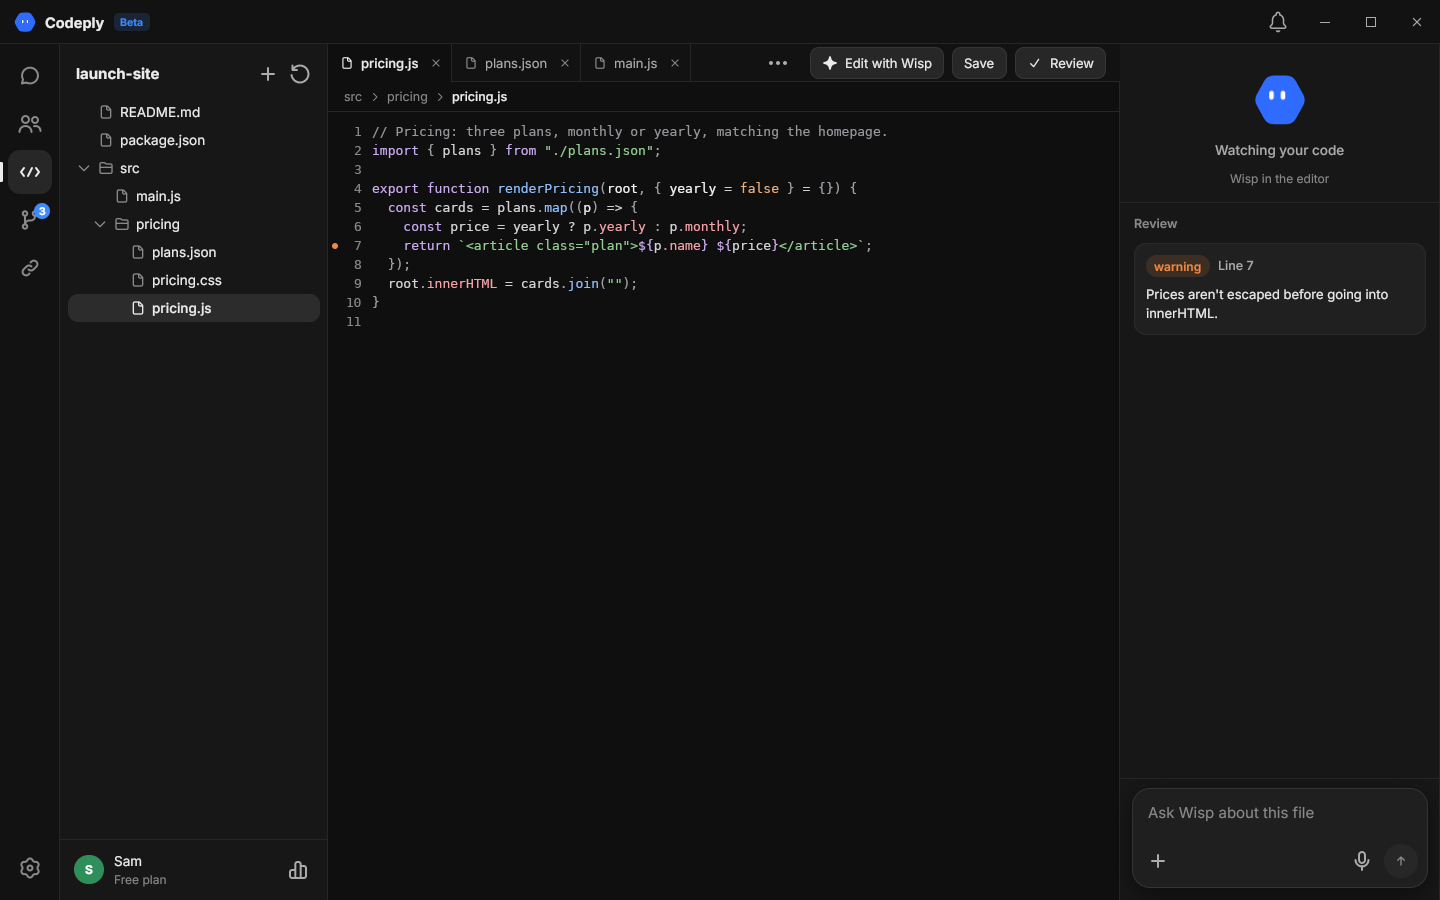 Codeply Beta
launch-site
README.md
package.json
src
main.js
pricing
plans.json
pricing.css
pricing.js
S
Sam
Free plan
3
pricing.js
plans.json
main.js
Edit with Wisp
Save
Review
src > pricing > pricing.js
1 // Pricing: three plans, monthly or yearly, matching the homepage.
2 import { plans } from "./plans.json";
3
4 export function renderPricing(root, { yearly = false } = {}) {
5   const cards = plans.map((p) => {
6     const price = yearly ? p.yearly : p.monthly;
7     return `<article class="plan">${p.name} ${price}</article>`;
8   });
9   root.innerHTML = cards.join("");
10 }
11
Watching your code
Wisp in the editor
Review
warning Line 7
Prices aren't escaped before going into
innerHTML.
Ask Wisp about this file